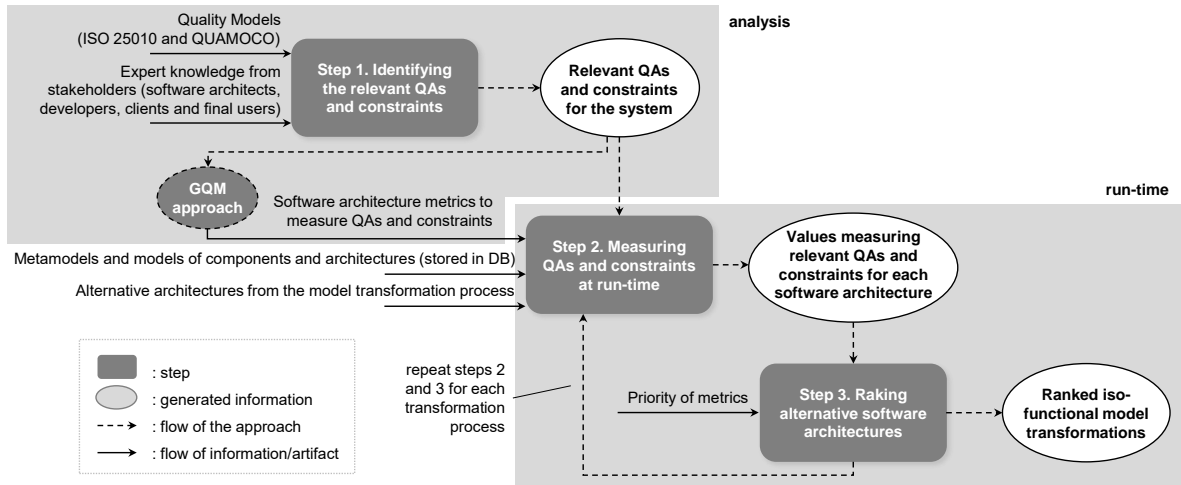 analysis
Quality Models
(ISO 25010 and QUAMOCO)
Expert knowledge from
stakeholders (software architects,
developers, clients and final users)
Step 1. Identifying
the relevant QAs
and constraints
Relevant QAs
and constraints
for the system
GQM
approach
Software architecture metrics to
measure QAs and constraints
run-time
Metamodels and models of components and architectures (stored in DB)
Alternative architectures from the model transformation process
Step 2. Measuring
QAs and constraints
at run-time
Values measuring
relevant QAs and
constraints for each
software architecture
: step
: generated information
: flow of the approach
: flow of information/artifact
repeat steps 2
and 3 for each
transformation
process
Priority of metrics
Step 3. Raking
alternative software
architectures
Ranked iso-
functional model
transformations